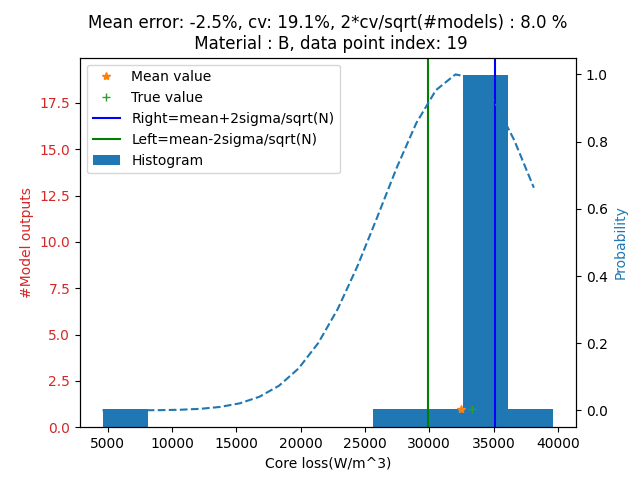 Mean error: -2.5%, cv: 19.1%, 2*cv/sqrt(#models) : 8.0 %
Material : B, data point index: 19
Mean value
True value
Right=mean+2sigma/sqrt(N)
Left=mean-2sigma/sqrt(N)
Histogram
#Model outputs
17.5
15.0
12.5
10.0
7.5
5.0
2.5
0.0
1.0
0.8
0.6
0.4
0.2
0.0
Probability
5000 10000 15000 20000 25000 30000 35000 40000
Core loss(W/m^3)